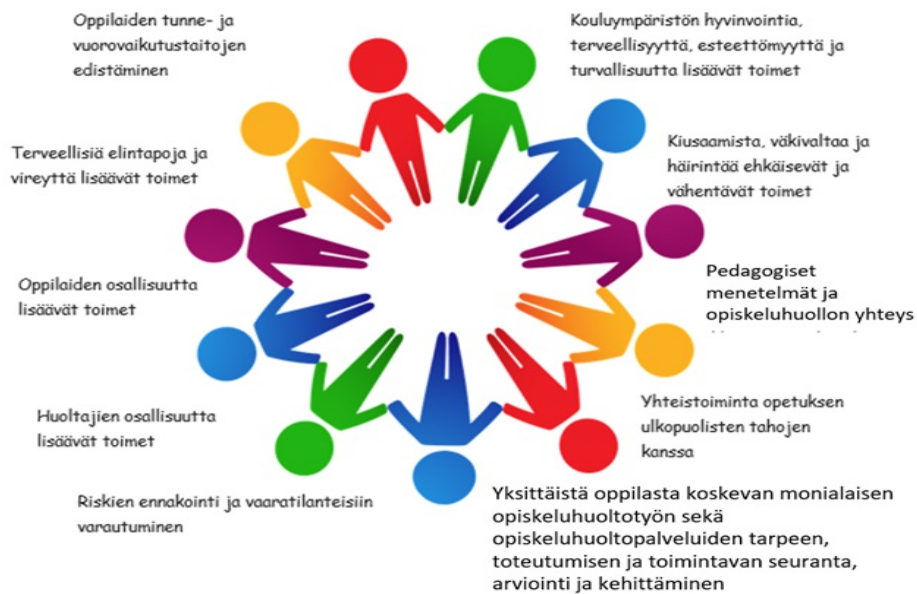 Oppilaiden tunne- ja
vuorovaikutustaitojen
edistäminen
Kouluympäristön hyvinvointia,
terveellisyyttä, esteettömyyttä ja
turvallisuutta lisäävät toimet
Terveellisiä elintapoja ja
vireyttä lisäävät toimet
Kiusaamista, väkivaltaa ja
häirintää ehkäisevät ja
vähentävät toimet
Oppilaiden osallisuutta
lisäävät toimet
Pedagogiset
menetelmät ja
opiskeluhuollon yhteys
Huoltajien osallisuutta
lisäävät toimet
Yhteistoiminta opetuksen
ulkopuolisten tahojen
kanssa
Riskien ennakointi ja vaaratilanteisiin
varautuminen
Yksittäistä oppilasta koskevan monialaisen
opiskeluhuoltotyön sekä
opiskeluhuoltopalveluiden tarpeen,
toteutumisen ja toimintavan seuranta,
arviointi ja kehittäminen